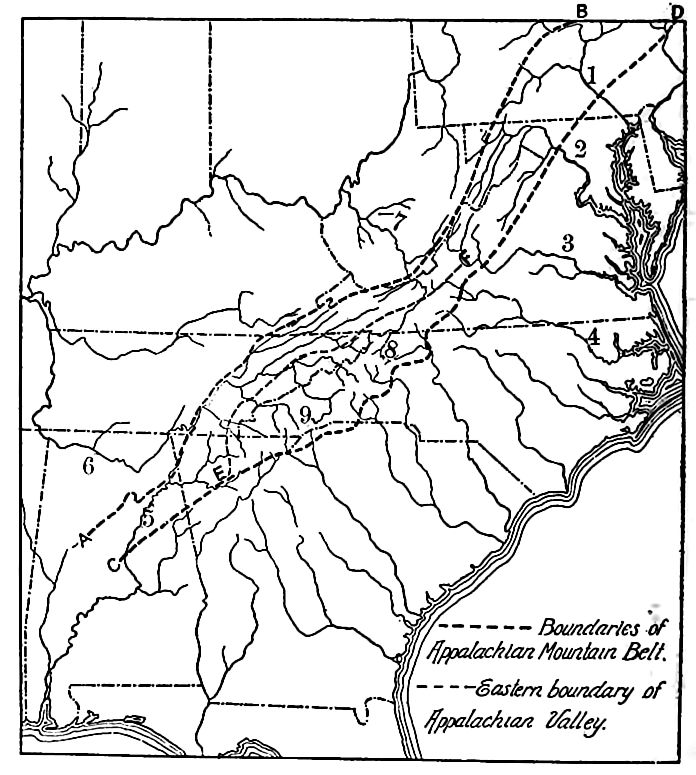 B
D
1
2
7
F
3
8
4
9
6
E
5
A
C
Boundaries of
Appalachian Mountain Belt.
Eastern boundary of
Appalachian Valley.